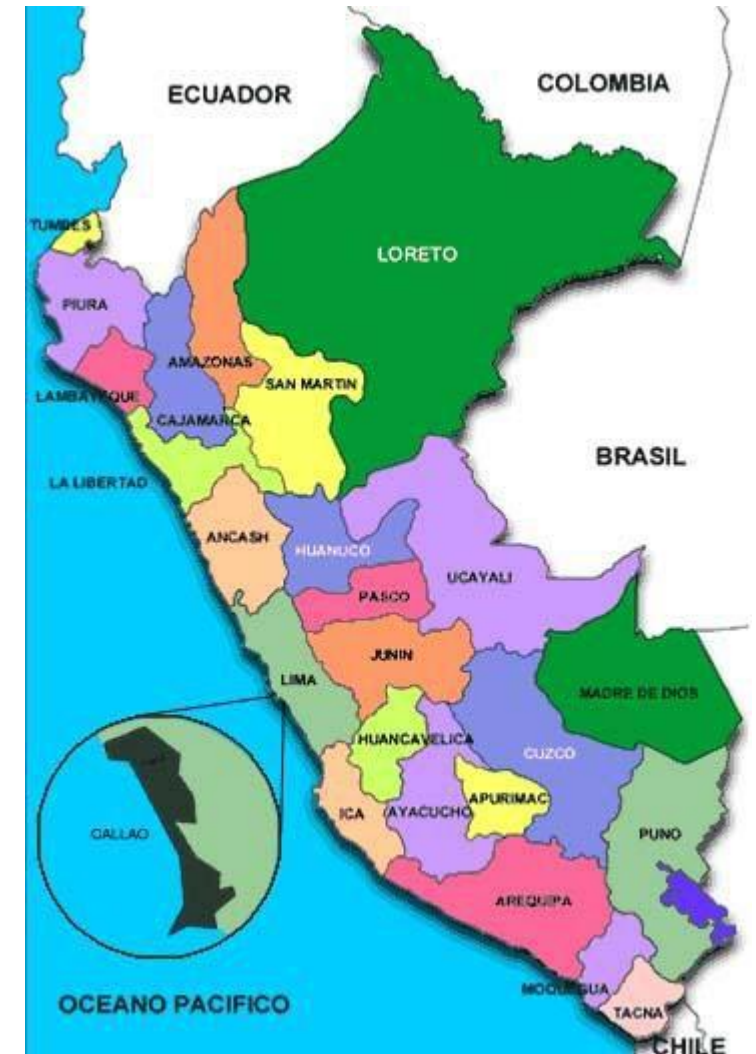 ECUADOR
COLOMBIA
TUMBES
LORETO
PIURA
AMAZONAS
SAN MARTIN
LAMBAYEQUE
CAJAMARCA
BRASIL
LA LIBERTAD
ANCASH
HUANUCO
UCAYALI
PASCO
JUNIN
LIMA
MADRE DE DIOS
HUANCAVELICA
CUZCO
APURIMAC
ICA
AYACUCHO
CALLAO
PUNO
AREQUIPA
MOQUEGUA
OCEANO PACIFICO
TACNA
CHILE